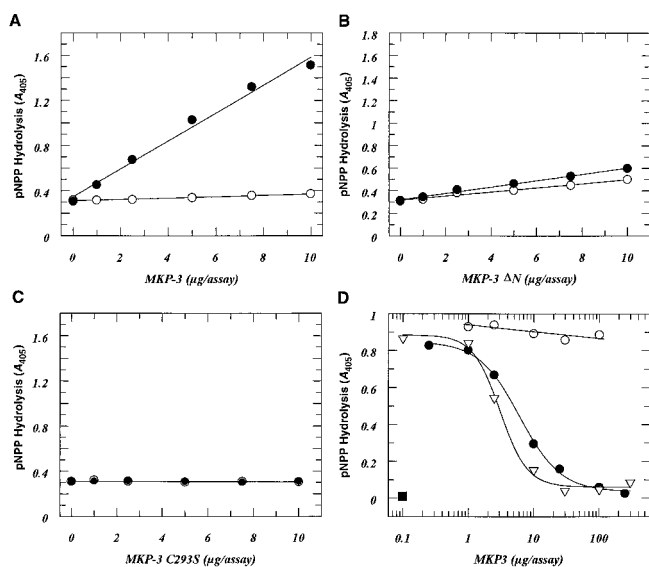 A
pNPP Hydrolysis (A405)
1.6
1.2
0.8
0.4
0
0 2 4 6 8 10
MKP-3 (μg/assay)
B
pNPP Hydrolysis (A405)
1.8
1.6
1.4
1.2
1
0.8
0.6
0.4
0.2
0
0 2 4 6 8 10
MKP-3 ΔN (μg/assay)
C
pNPP Hydrolysis (A405)
1.6
1.2
0.8
0.4
0
0 2 4 6 8 10
MKP-3 C293S (μg/assay)
D
pNPP Hydrolysis (A405)
1
0.8
0.6
0.4
0.2
0
0.1 1 10 100
MKP3 (μg/assay)